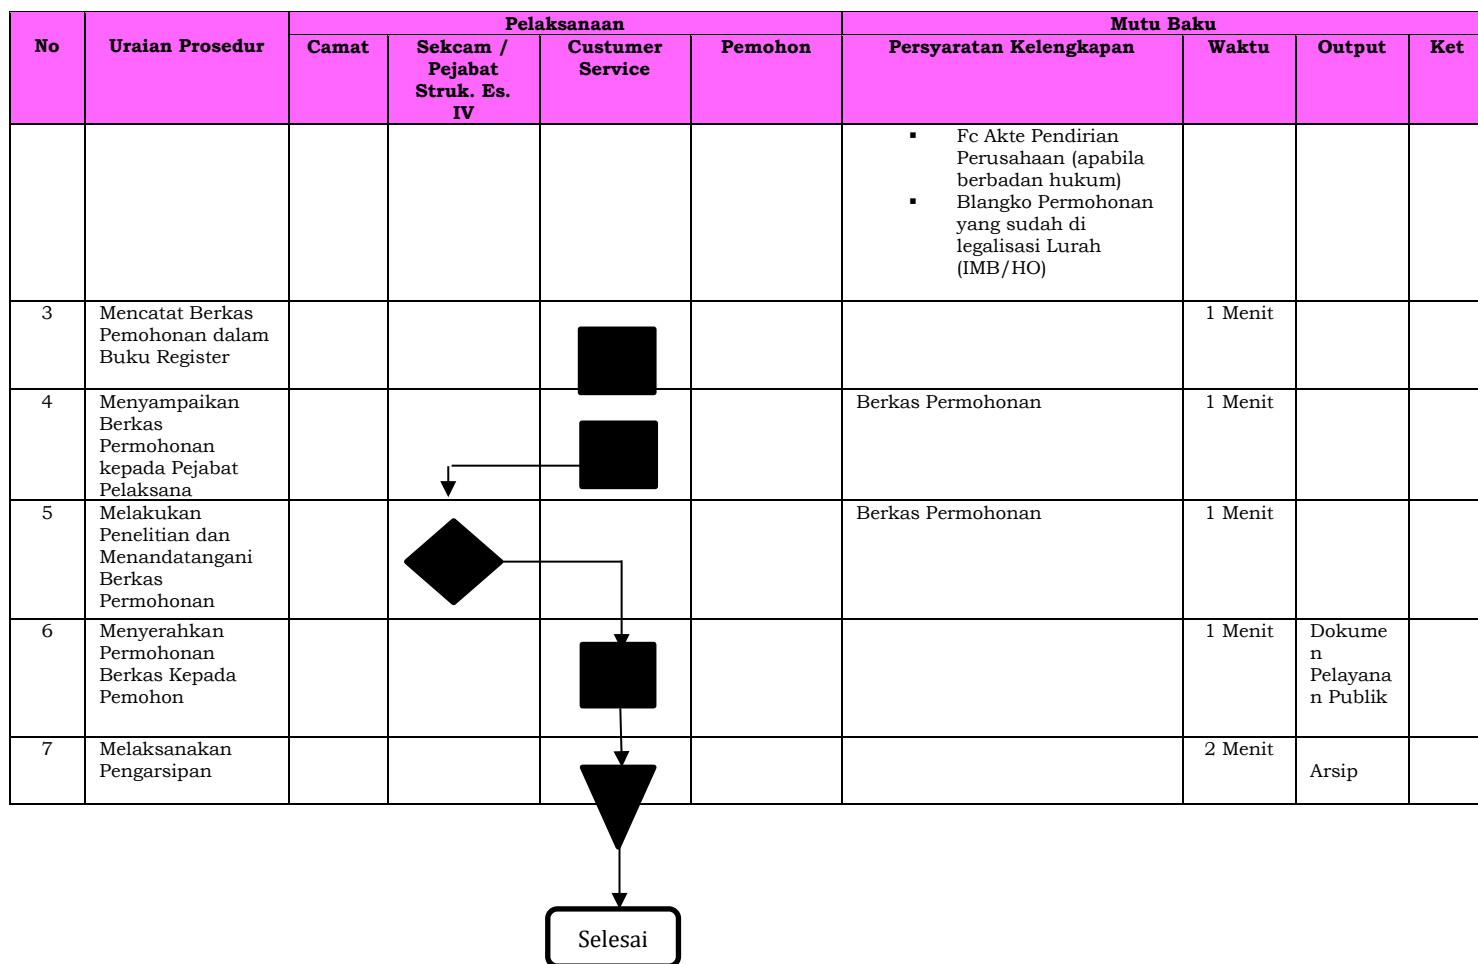 Pelaksanaan
Mutu Baku
No
Uraian Prosedur
Camat
Sekcam /
Pejabat
Struk. Es.
IV
Custumer
Service
Pemohon
Persyaratan Kelengkapan
Waktu
Output
Ket
▪ Fc Akte Pendirian
Perusahaan (apabila
berbadan hukum)
▪ Blangko Permohonan
yang sudah di
legalisasi Lurah
(IMB/HO)
3
Mencatat Berkas
Pemohonan dalam
Buku Register
1 Menit
4
Menyampaikan
Berkas
Permohonan
kepada Pejabat
Pelaksana
Berkas Permohonan
1 Menit
5
Melakukan
Penelitian dan
Menandatangani
Berkas
Permohonan
Berkas Permohonan
1 Menit
6
Menyerahkan
Permohonan
Berkas Kepada
Pemohon
1 Menit
Dokume
n
Pelayana
n Publik
7
Melaksanakan
Pengarsipan
2 Menit
Arsip
Selesai